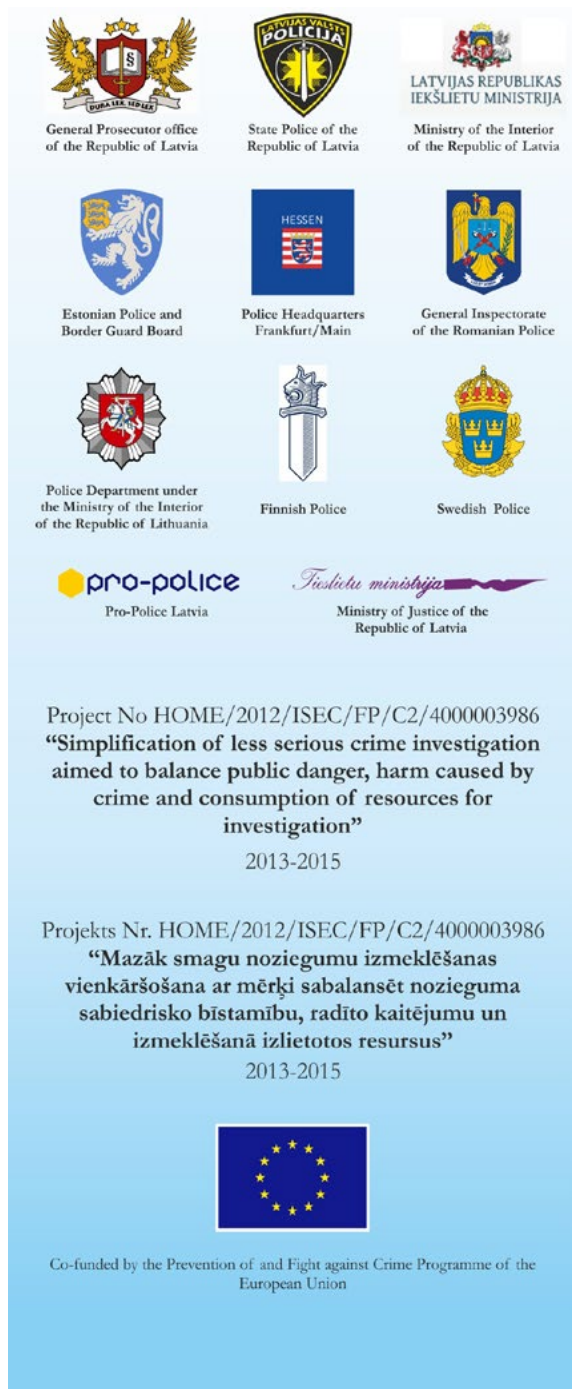 DURA LEX, SED LEX
LATVIJAS VALSTS
POLICIJA
LATVIJAS REPUBLIKAS
IEKŠLIETU MINISTRIJA
General Prosecutor office
of the Republic of Latvia
State Police of the
Republic of Latvia
Ministry of the Interior
of the Republic of Latvia
HESSEN
Estonian Police and
Border Guard Board
Police Headquarters
Frankfurt/Main
General Inspectorate
of the Romanian Police
Police Department under
the Ministry of the Interior
of the Republic of Lithuania
Finnish Police
Swedish Police
pro-police
Pro-Police Latvia
Tieslietu ministrija
Ministry of Justice of the
Republic of Latvia
Project No HOME/2012/ISEC/FP/C2/4000003986
“Simplification of less serious crime investigation
aimed to balance public danger, harm caused by
crime and consumption of resources for
investigation”
2013-2015
Projekts Nr. HOME/2012/ISEC/FP/C2/4000003986
“Mazāk smagu noziegumu izmeklēšanas
vienkāršošana ar mērķi sabalansēt nozieguma
sabiedrisko bīstamību, radīto kaitējumu un
izmeklēšanā izlietotos resursus”
2013-2015
Co-funded by the Prevention of and Fight against Crime Programme of the
European Union